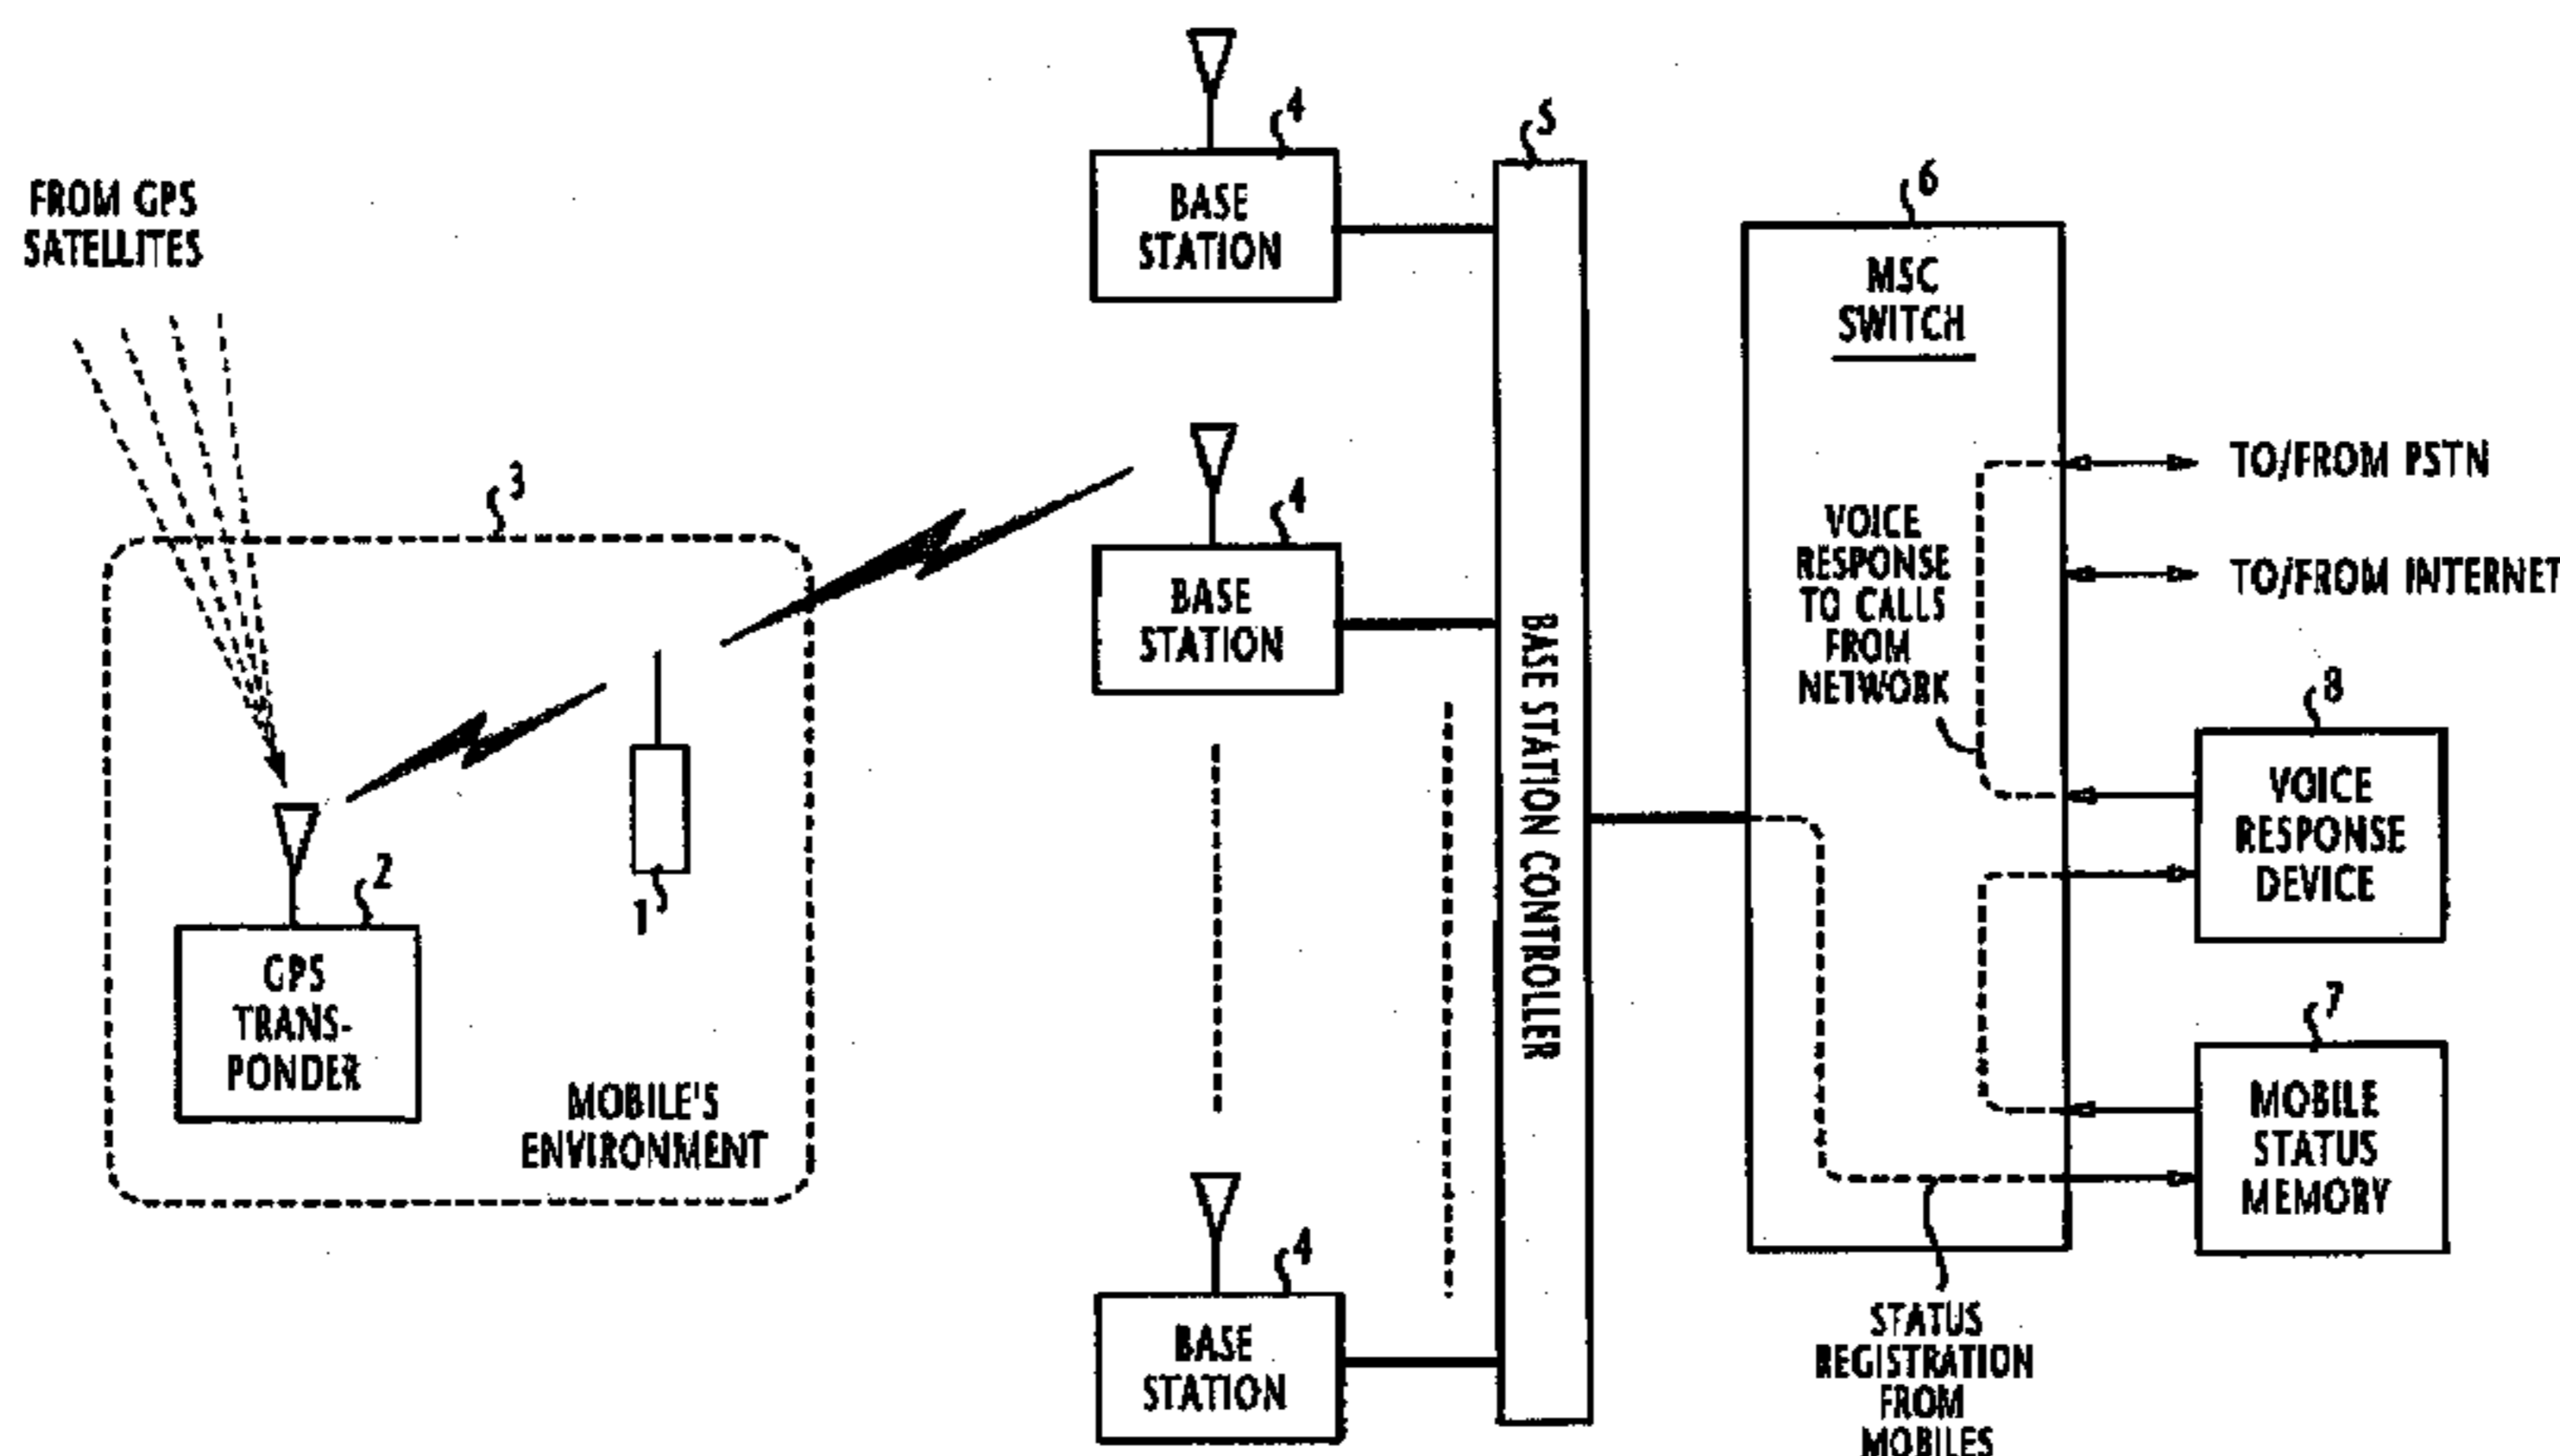 FROM GPS
SATELLITES
3
GPS
TRANS-
PONDER
2
1
MOBILE'S
ENVIRONMENT
4
BASE
STATION
4
BASE
STATION
4
BASE
STATION
5
BASE STATION CONTROLLER
6
MSC
SWITCH
VOICE
RESPONSE
TO CALLS
FROM
NETWORK
TO/FROM PSTN
TO/FROM INTERNET
8
VOICE
RESPONSE
DEVICE
7
MOBILE
STATUS
MEMORY
STATUS
REGISTRATION
FROM
MOBILES